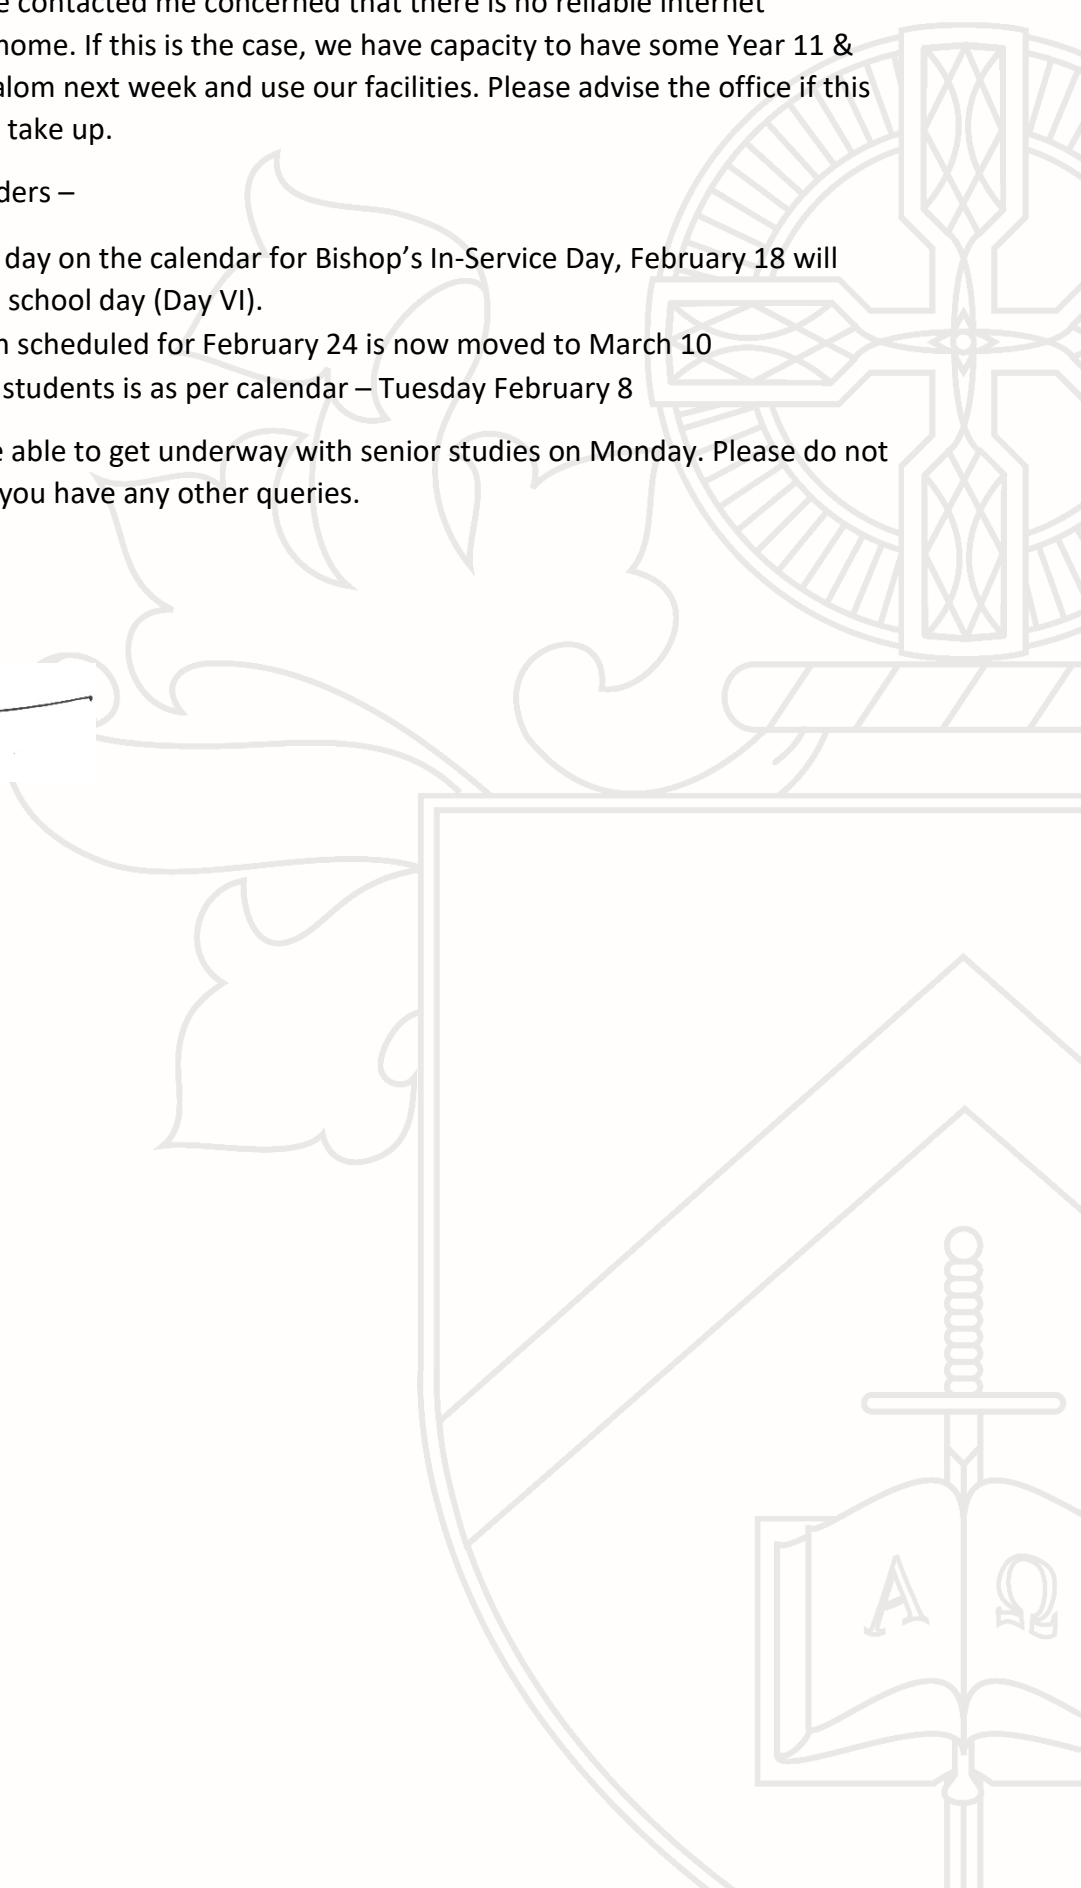 e contacted me concerned that there is no reliable internet
home. If this is the case, we have capacity to have some Year 11 &
alom next week and use our facilities. Please advise the office if this
take up.
ders –
day on the calendar for Bishop’s In-Service Day, February 18 will
school day (Day VI).
n scheduled for February 24 is now moved to March 10
students is as per calendar – Tuesday February 8
e able to get underway with senior studies on Monday. Please do not
you have any other queries.
Α Ω